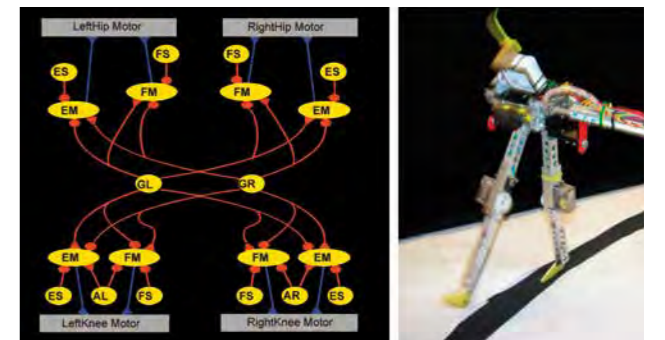 LeftHip Motor RightHip Motor
FS FS
ES ES
FM FM
EM EM
GL GR
EM FM FM EM
ES AL FS FS AR ES
LeftKnee Motor RightKnee Motor